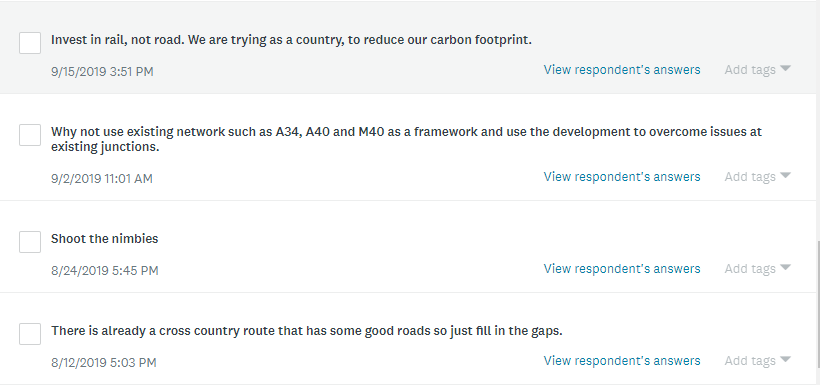 Invest in rail, not road. We are trying as a country, to reduce our carbon footprint.
9/15/2019 3:51 PM View respondent's answers Add tags
Why not use existing network such as A34, A40 and M40 as a framework and use the development to overcome issues at
existing junctions.
9/2/2019 11:01 AM View respondent's answers Add tags
Shoot the nimbies
8/24/2019 5:45 PM View respondent's answers Add tags
There is already a cross country route that has some good roads so just fill in the gaps.
8/12/2019 5:03 PM View respondent's answers Add tags